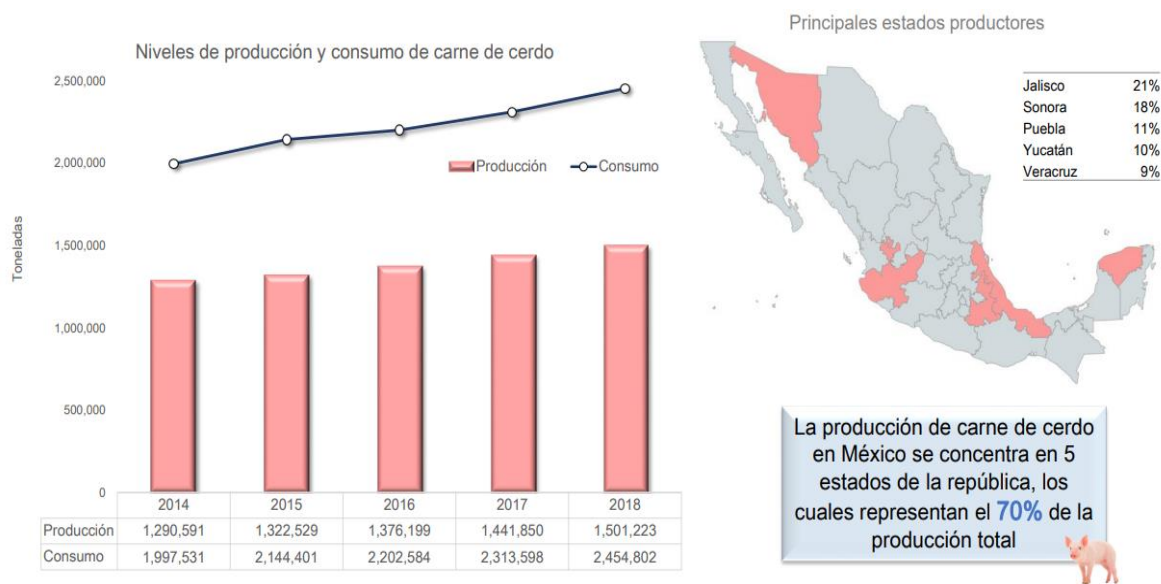 Niveles de producción y consumo de carne de cerdo
2,500,000
2,000,000
1,500,000
1,000,000
500,000
0
Toneladas
Producción Consumo
2014 2015 2016 2017 2018
Producción 1,290,591 1,322,529 1,376,199 1,441,850 1,501,223
Consumo 1,997,531 2,144,401 2,202,584 2,313,598 2,454,802
Principales estados productores
Jalisco 21%
Sonora 18%
Puebla 11%
Yucatán 10%
Veracruz 9%
La producción de carne de cerdo
en México se concentra en 5
estados de la república, los
cuales representan el 70% de la
producción total